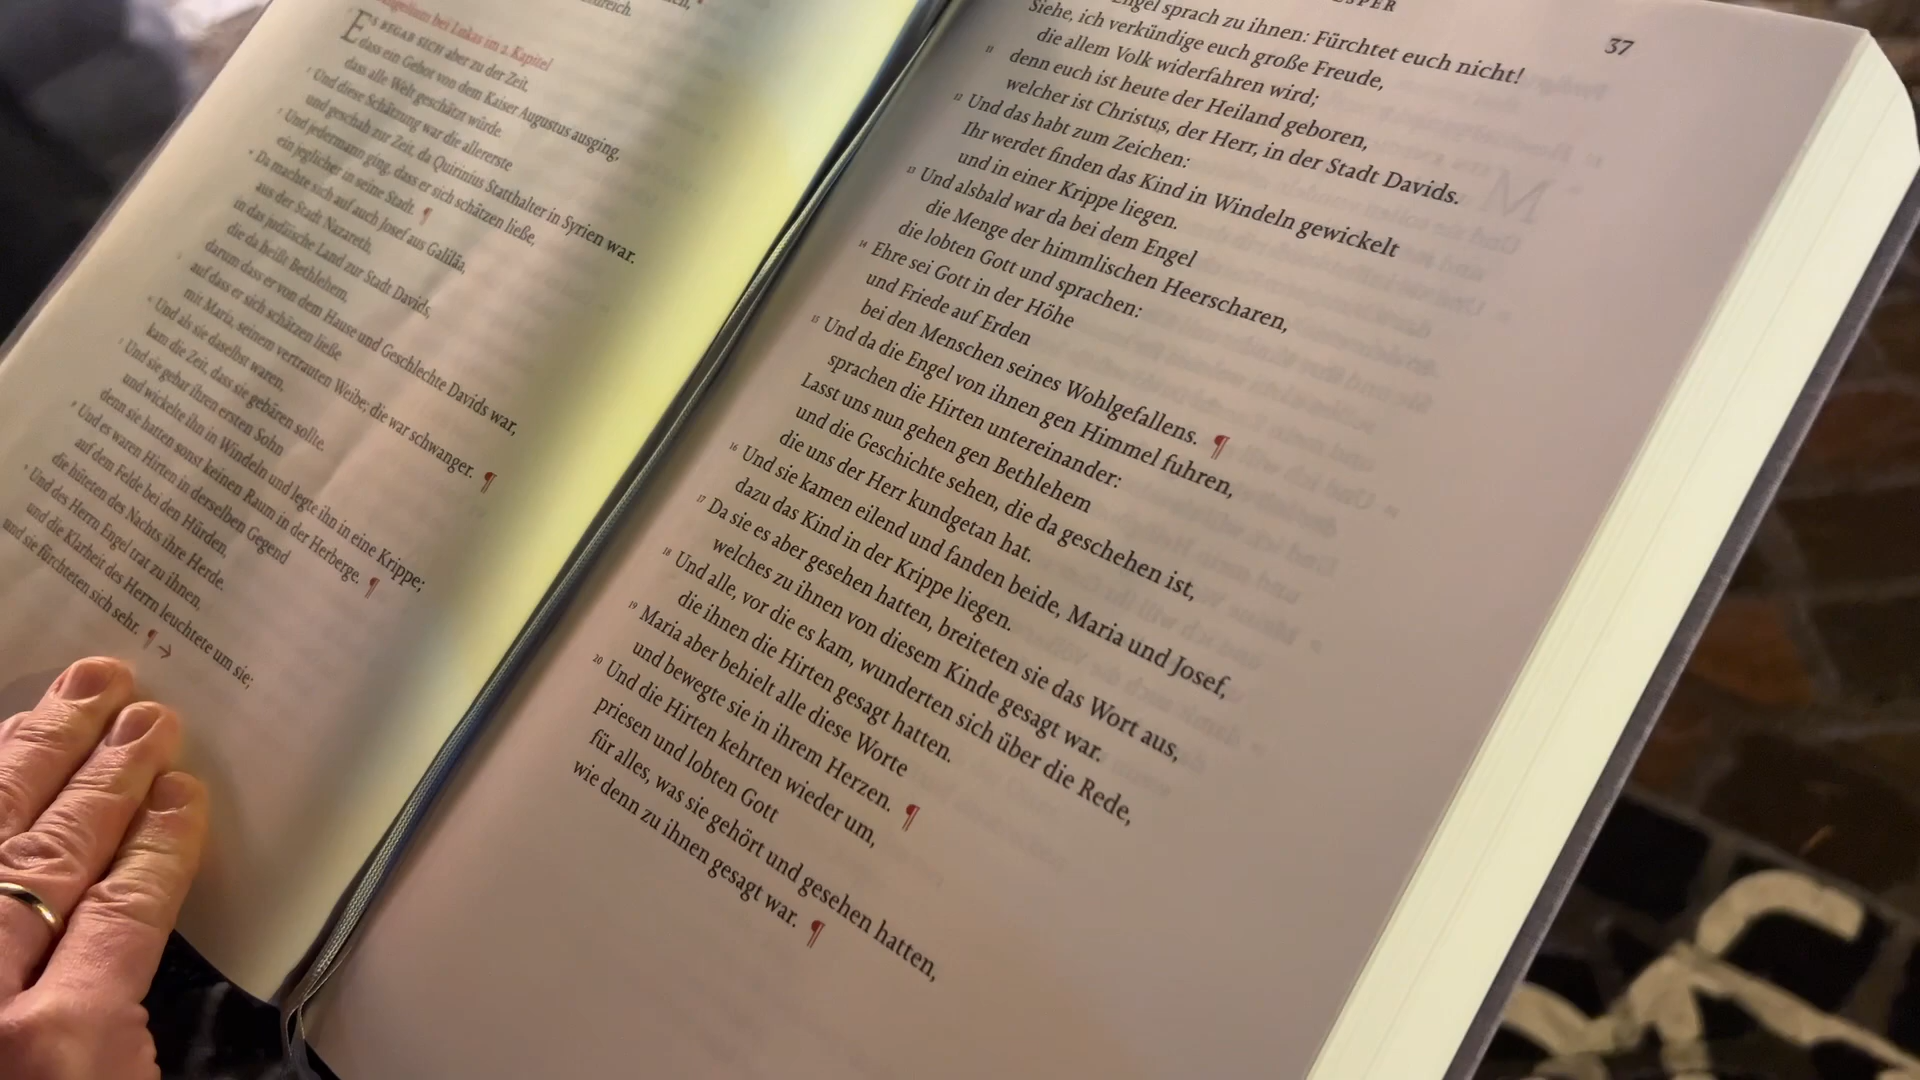 ndreich.
ngelium bei Lukas im 2. Kapitel
ES BEGAB SICH aber zu der Zeit,
dass ein Gebot von dem Kaiser Augustus ausging,
dass alle Welt geschätzt würde.
Und diese Schätzung war die allererste
und geschah zur Zeit, da Quirinius Statthalter in Syrien war.
Und jedermann ging, dass er sich schätzen ließe,
ein jeglicher in seine Stadt. ¶
Da machte sich auf auch Josef aus Galiläa,
aus der Stadt Nazareth,
in das judäische Land zur Stadt Davids,
die da heißt Bethlehem,
darum dass er von dem Hause und Geschlechte Davids war,
auf dass er sich schätzen ließe
mit Maria, seinem vertrauten Weibe; die war schwanger. ¶
Und als sie daselbst waren,
kam die Zeit, dass sie gebären sollte.
Und sie gebar ihren ersten Sohn
und wickelte ihn in Windeln und legte ihn in eine Krippe;
denn sie hatten sonst keinen Raum in der Herberge. ¶
Und es waren Hirten in derselben Gegend
auf dem Felde bei den Hürden,
die hüteten des Nachts ihre Herde.
Und des Herrn Engel trat zu ihnen,
und die Klarheit des Herrn leuchtete um sie;
und sie fürchteten sich sehr. ¶ →
ESPER
37
Engel sprach zu ihnen: Fürchtet euch nicht!
Siehe, ich verkündige euch große Freude,
die allem Volk widerfahren wird;
11 denn euch ist heute der Heiland geboren,
welcher ist Christus, der Herr, in der Stadt Davids.
12 Und das habt zum Zeichen:
Ihr werdet finden das Kind in Windeln gewickelt
und in einer Krippe liegen.
13 Und alsbald war da bei dem Engel
die Menge der himmlischen Heerscharen,
die lobten Gott und sprachen:
14 Ehre sei Gott in der Höhe
und Friede auf Erden
bei den Menschen seines Wohlgefallens. ¶
15 Und da die Engel von ihnen gen Himmel fuhren,
sprachen die Hirten untereinander:
Lasst uns nun gehen gen Bethlehem
und die Geschichte sehen, die da geschehen ist,
die uns der Herr kundgetan hat.
16 Und sie kamen eilend und fanden beide, Maria und Josef,
dazu das Kind in der Krippe liegen.
17 Da sie es aber gesehen hatten, breiteten sie das Wort aus,
welches zu ihnen von diesem Kinde gesagt war.
18 Und alle, vor die es kam, wunderten sich über die Rede,
die ihnen die Hirten gesagt hatten.
19 Maria aber behielt alle diese Worte
und bewegte sie in ihrem Herzen. ¶
20 Und die Hirten kehrten wieder um,
priesen und lobten Gott
für alles, was sie gehört und gesehen hatten,
wie denn zu ihnen gesagt war. ¶